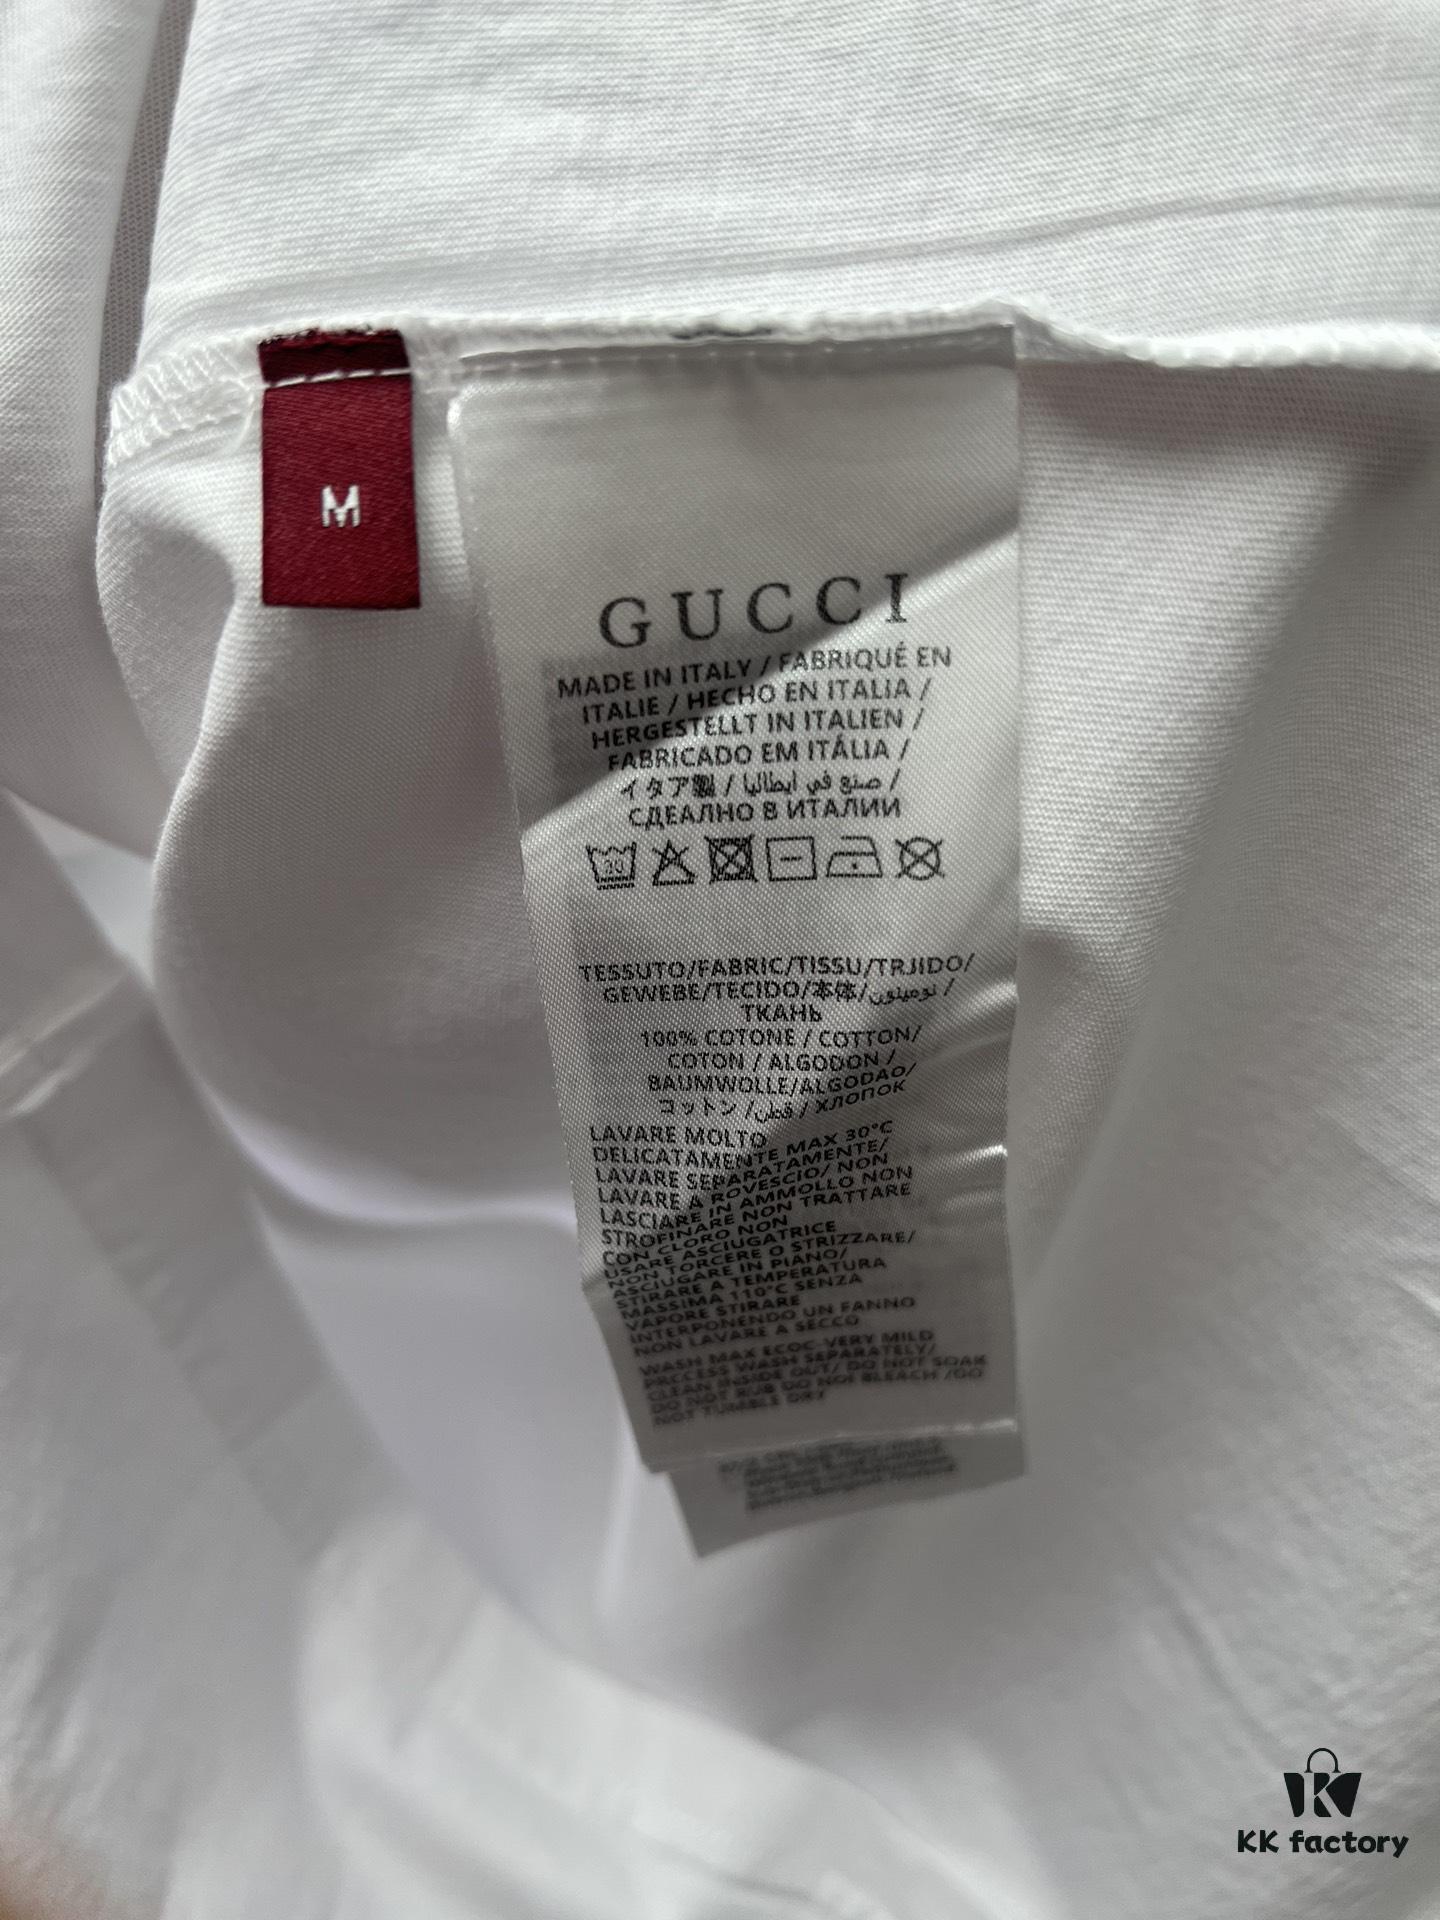 M
GUCCI
MADE IN ITALY / FABRIQUÉ EN
ITALIE / HECHO EN ITALIA /
HERGESTELLT IN ITALIEN /
FABRICADO EM ITÁLIA /
イタア製 / صنع في ايطاليا /
СДЕАЛНО В ИТАЛИИ
30
TESSUTO/FABRIC/TISSU/TRJIDO/
GEWEBE/TECIDO/本体/نوميلون /
ТКАНЬ
100% COTONE / COTTON/
COTON / ALGODON /
BAUMWOLLE/ALGODAO/
コットン /قطن / ХЛОПОК
LAVARE MOLTO
DELICATAMENTE MAX 30°C
LAVARE SEPARATAMENTE/
LAVARE A ROVESCIO/ NON
LASCIARE IN AMMOLLO NON
STROFINARE NON TRATTARE
CON CLORO NON
USARE ASCIUGATRICE
NON TORCERE O STRIZZARE/
ASCIUGARE IN PIANO/
STIRARE A TEMPERATURA
MASSIMA 110°C SENZA
VAPORE STIRARE
INTERPONENDO UN FANNO
NON LAVARE A SECCO
WASH MAX ECOC-VERY MILD
PRCCESS WASH SEPARATELY/
CLEAN INSIDE OUT/ DO NOT SOAK
DO NOT RUB DO NOI BLEACH /DO
NOT TUMBLE DRY
KK factory